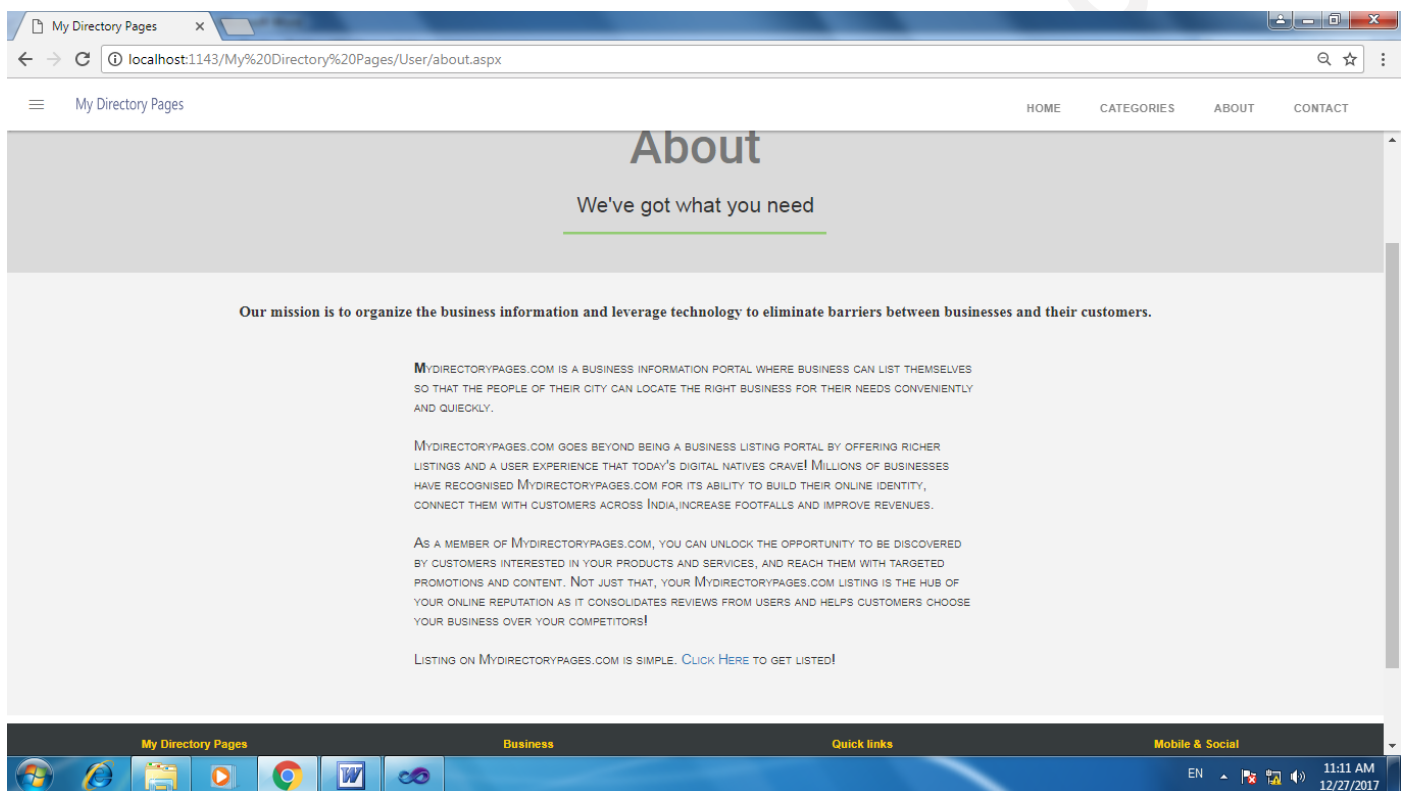 My Directory Pages
localhost:1143/My%20Directory%20Pages/User/about.aspx
My Directory Pages
HOME CATEGORIES ABOUT CONTACT
About
We've got what you need
Our mission is to organize the business information and leverage technology to eliminate barriers between businesses and their customers.
Mydirectorypages.com is a business information portal where business can list themselves
so that the people of their city can locate the right business for their needs conveniently
and quieckly.
Mydirectorypages.com goes beyond being a business listing portal by offering richer
listings and a user experience that today's digital natives crave! Millions of businesses
have recognised Mydirectorypages.com for its ability to build their online identity,
connect them with customers across India,increase footfalls and improve revenues.
As a member of Mydirectorypages.com, you can unlock the opportunity to be discovered
by customers interested in your products and services, and reach them with targeted
promotions and content. Not just that, your Mydirectorypages.com listing is the hub of
your online reputation as it consolidates reviews from users and helps customers choose
your business over your competitors!
Listing on Mydirectorypages.com is simple. Click Here to get listed!
My Directory Pages Business Quick links Mobile & Social
EN 11:11 AM
12/27/2017